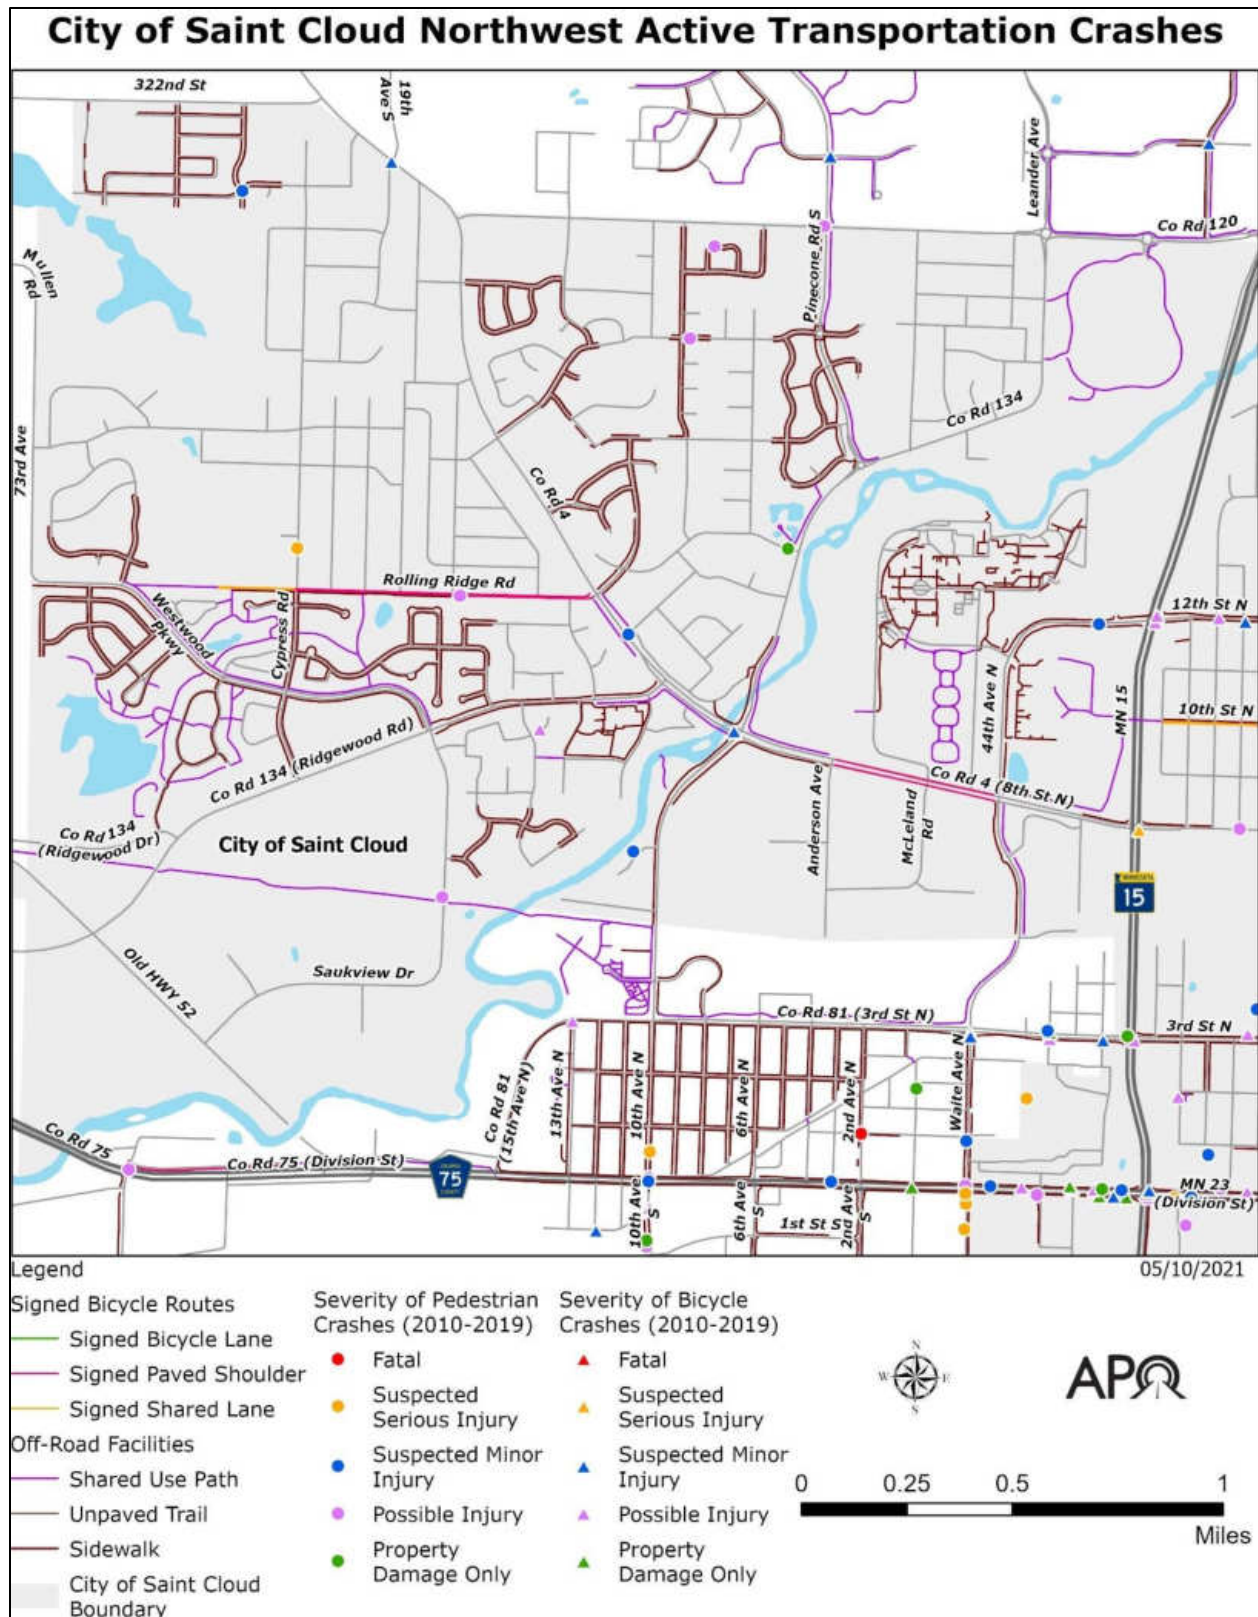 City of Saint Cloud Northwest Active Transportation Crashes
322nd St
19th
Ave S
Leander Ave
Co Rd 120
Pinecone Rd S
Mullen
Rd
73rd Ave
Co Rd 134
Co Rd 4
Rolling Ridge Rd
Westwood
Pkwy
Cypress Rd
12th St N
10th St N
44th Ave N
MN 15
Co Rd 134 (Ridgewood Rd)
Co Rd 4 (8th St N)
Anderson Ave
McLeland
Rd
Co Rd 134
(Ridgewood Dr)
City of Saint Cloud
MINNESOTA
15
Old HWY 52
Saukview Dr
Co Rd 81 (3rd St N)
3rd St N
Co Rd 81
(15th Ave N)
13th Ave N
10th Ave N
6th Ave N
2nd Ave N
Waite Ave N
Co Rd 75
Co Rd 75 (Division St)
75
MN 23
(Division St)
10th Ave
S
6th Ave
S
1st St S
2nd Ave
S
Legend
05/10/2021
Signed Bicycle Routes
Signed Bicycle Lane
Signed Paved Shoulder
Signed Shared Lane
Off-Road Facilities
Shared Use Path
Unpaved Trail
Sidewalk
City of Saint Cloud
Boundary
Severity of Pedestrian
Crashes (2010-2019)
Fatal
Suspected
Serious Injury
Suspected Minor
Injury
Possible Injury
Property
Damage Only
Severity of Bicycle
Crashes (2010-2019)
Fatal
Suspected
Serious Injury
Suspected Minor
Injury
Possible Injury
Property
Damage Only
N
W
E
S
APO
0 0.25 0.5 1
Miles